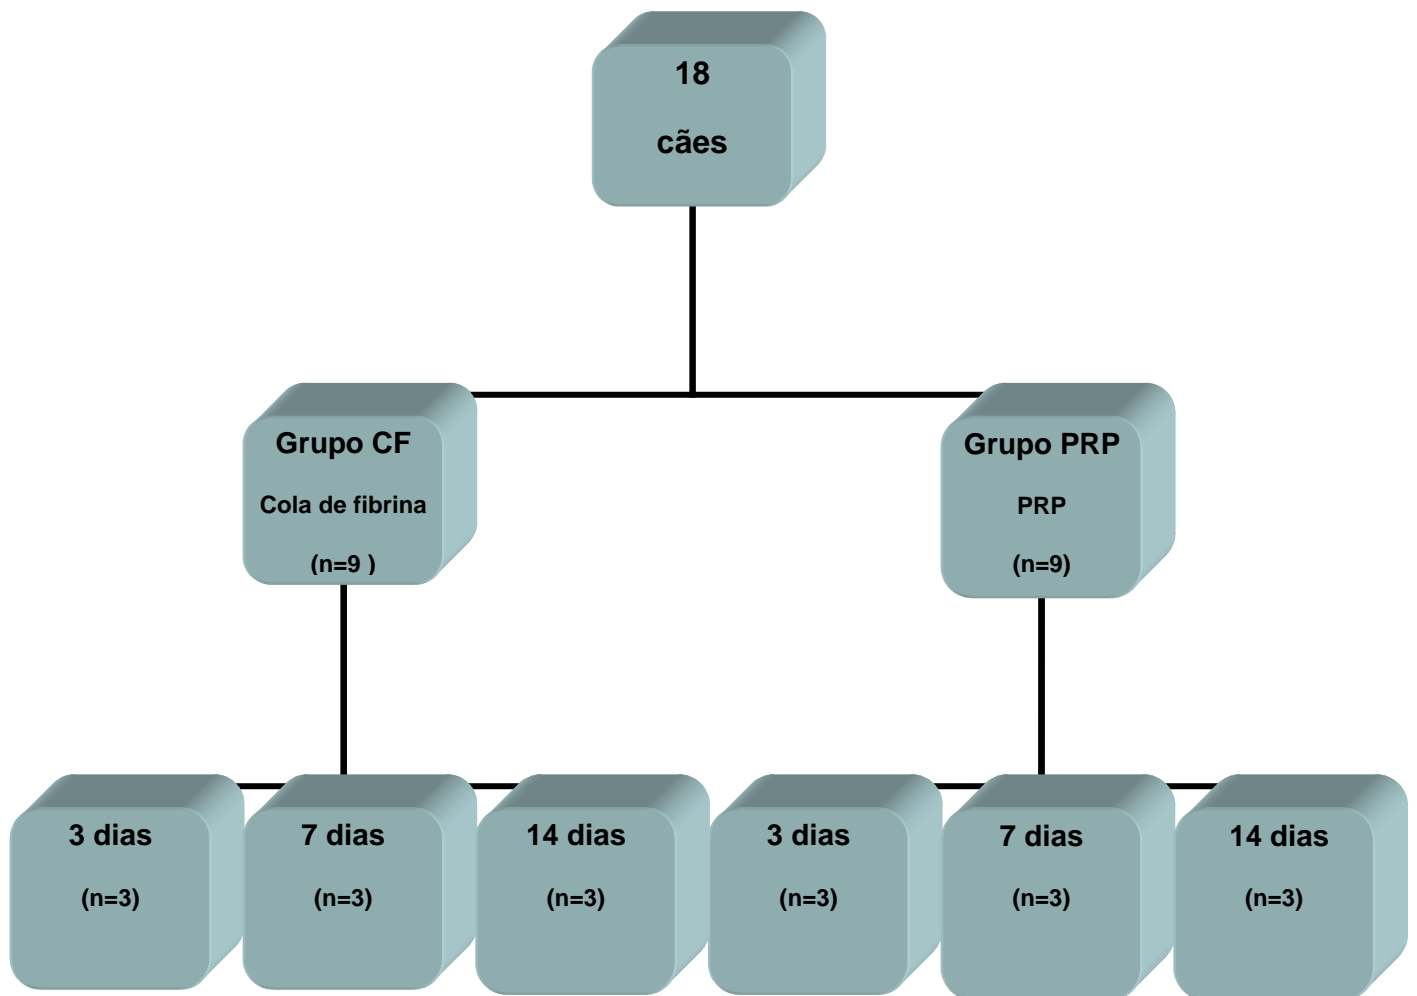 18
cães
Grupo CF
Cola de fibrina
(n=9 )
Grupo PRP
PRP
(n=9)
3 dias
(n=3)
7 dias
(n=3)
14 dias
(n=3)
3 dias
(n=3)
7 dias
(n=3)
14 dias
(n=3)